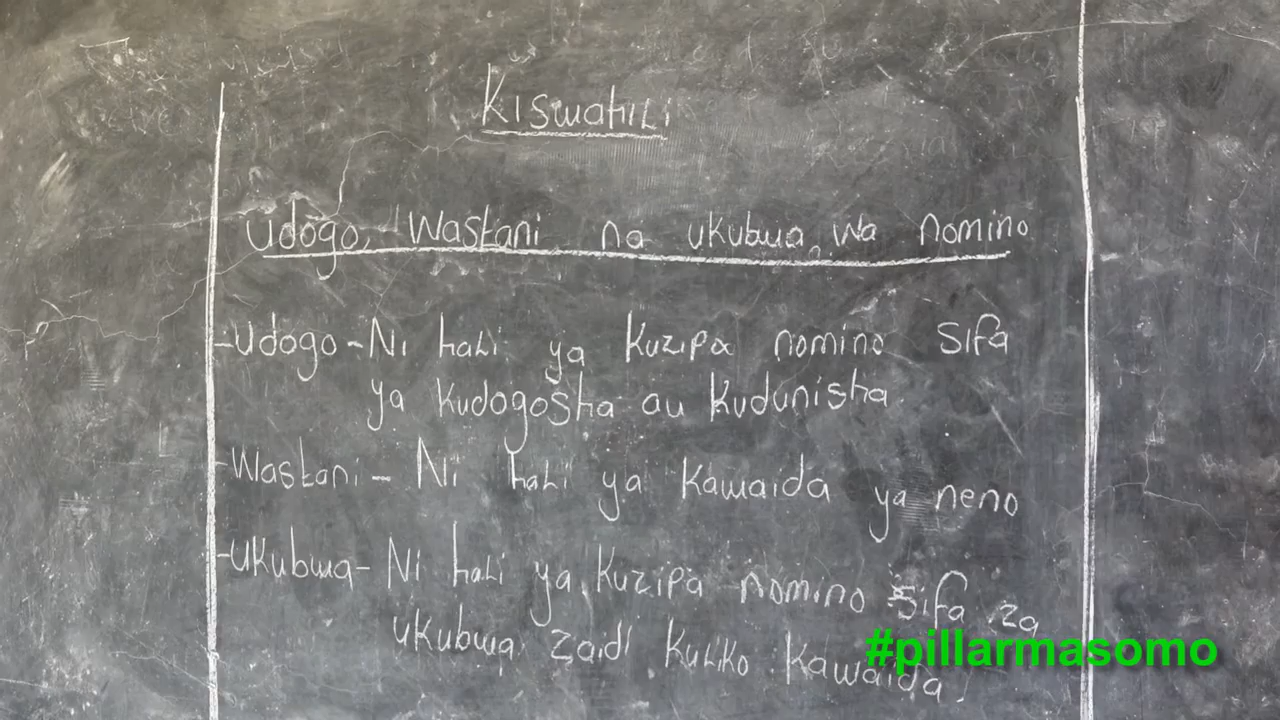 Kiswahili
Udogo, Wastani na ukubwa wa nomino
-Udogo-Ni hali ya Kuzipa nomino Sifa
ya Kudogosha au Kudunisha.
-Wastani- Ni hali ya Kawaida ya neno
-Ukubwa- Ni hali ya Kuzipa nomino Sifa za
ukubwa zaidi Kuliko Kawaida
#pillarmasomo